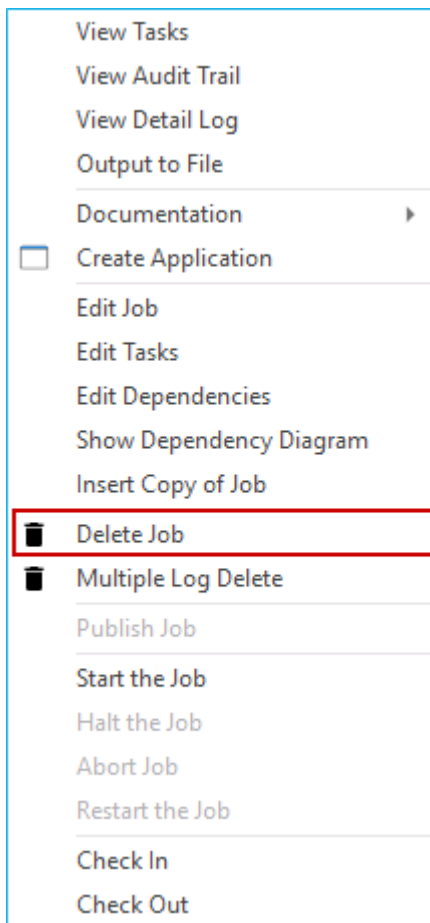 View Tasks
View Audit Trail
View Detail Log
Output to File
Documentation
Create Application
Edit Job
Edit Tasks
Edit Dependencies
Show Dependency Diagram
Insert Copy of Job
Delete Job
Multiple Log Delete
Publish Job
Start the Job
Halt the Job
Abort Job
Restart the Job
Check In
Check Out